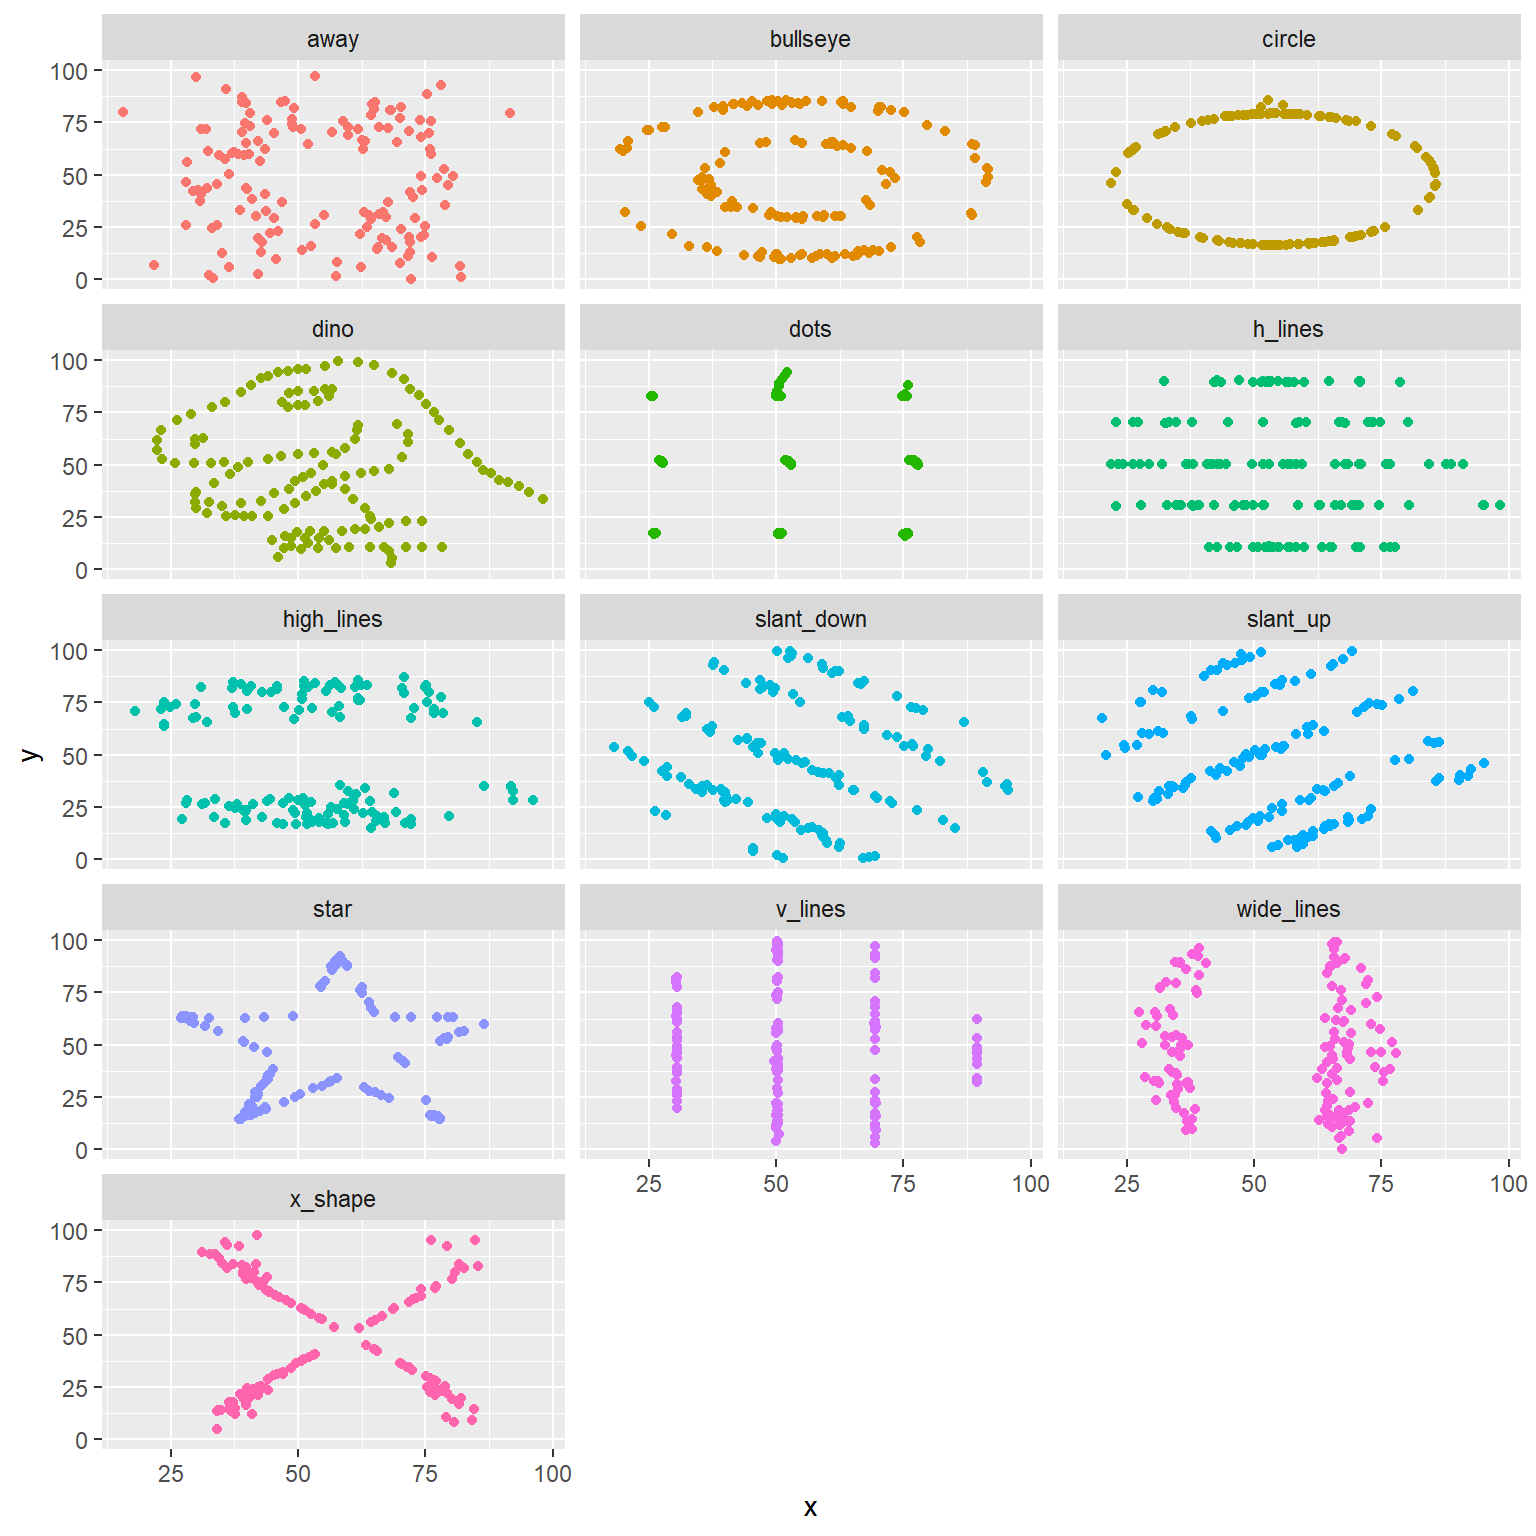 away bullseye circle
100
75
50
25
0
dino dots h_lines
100
75
50
25
0
high_lines slant_down slant_up
100
75
50
25
0
y
star v_lines wide_lines
100
75
50
25
0
25 50 75 100 25 50 75 100
x_shape
100
75
50
25
0
25 50 75 100
x